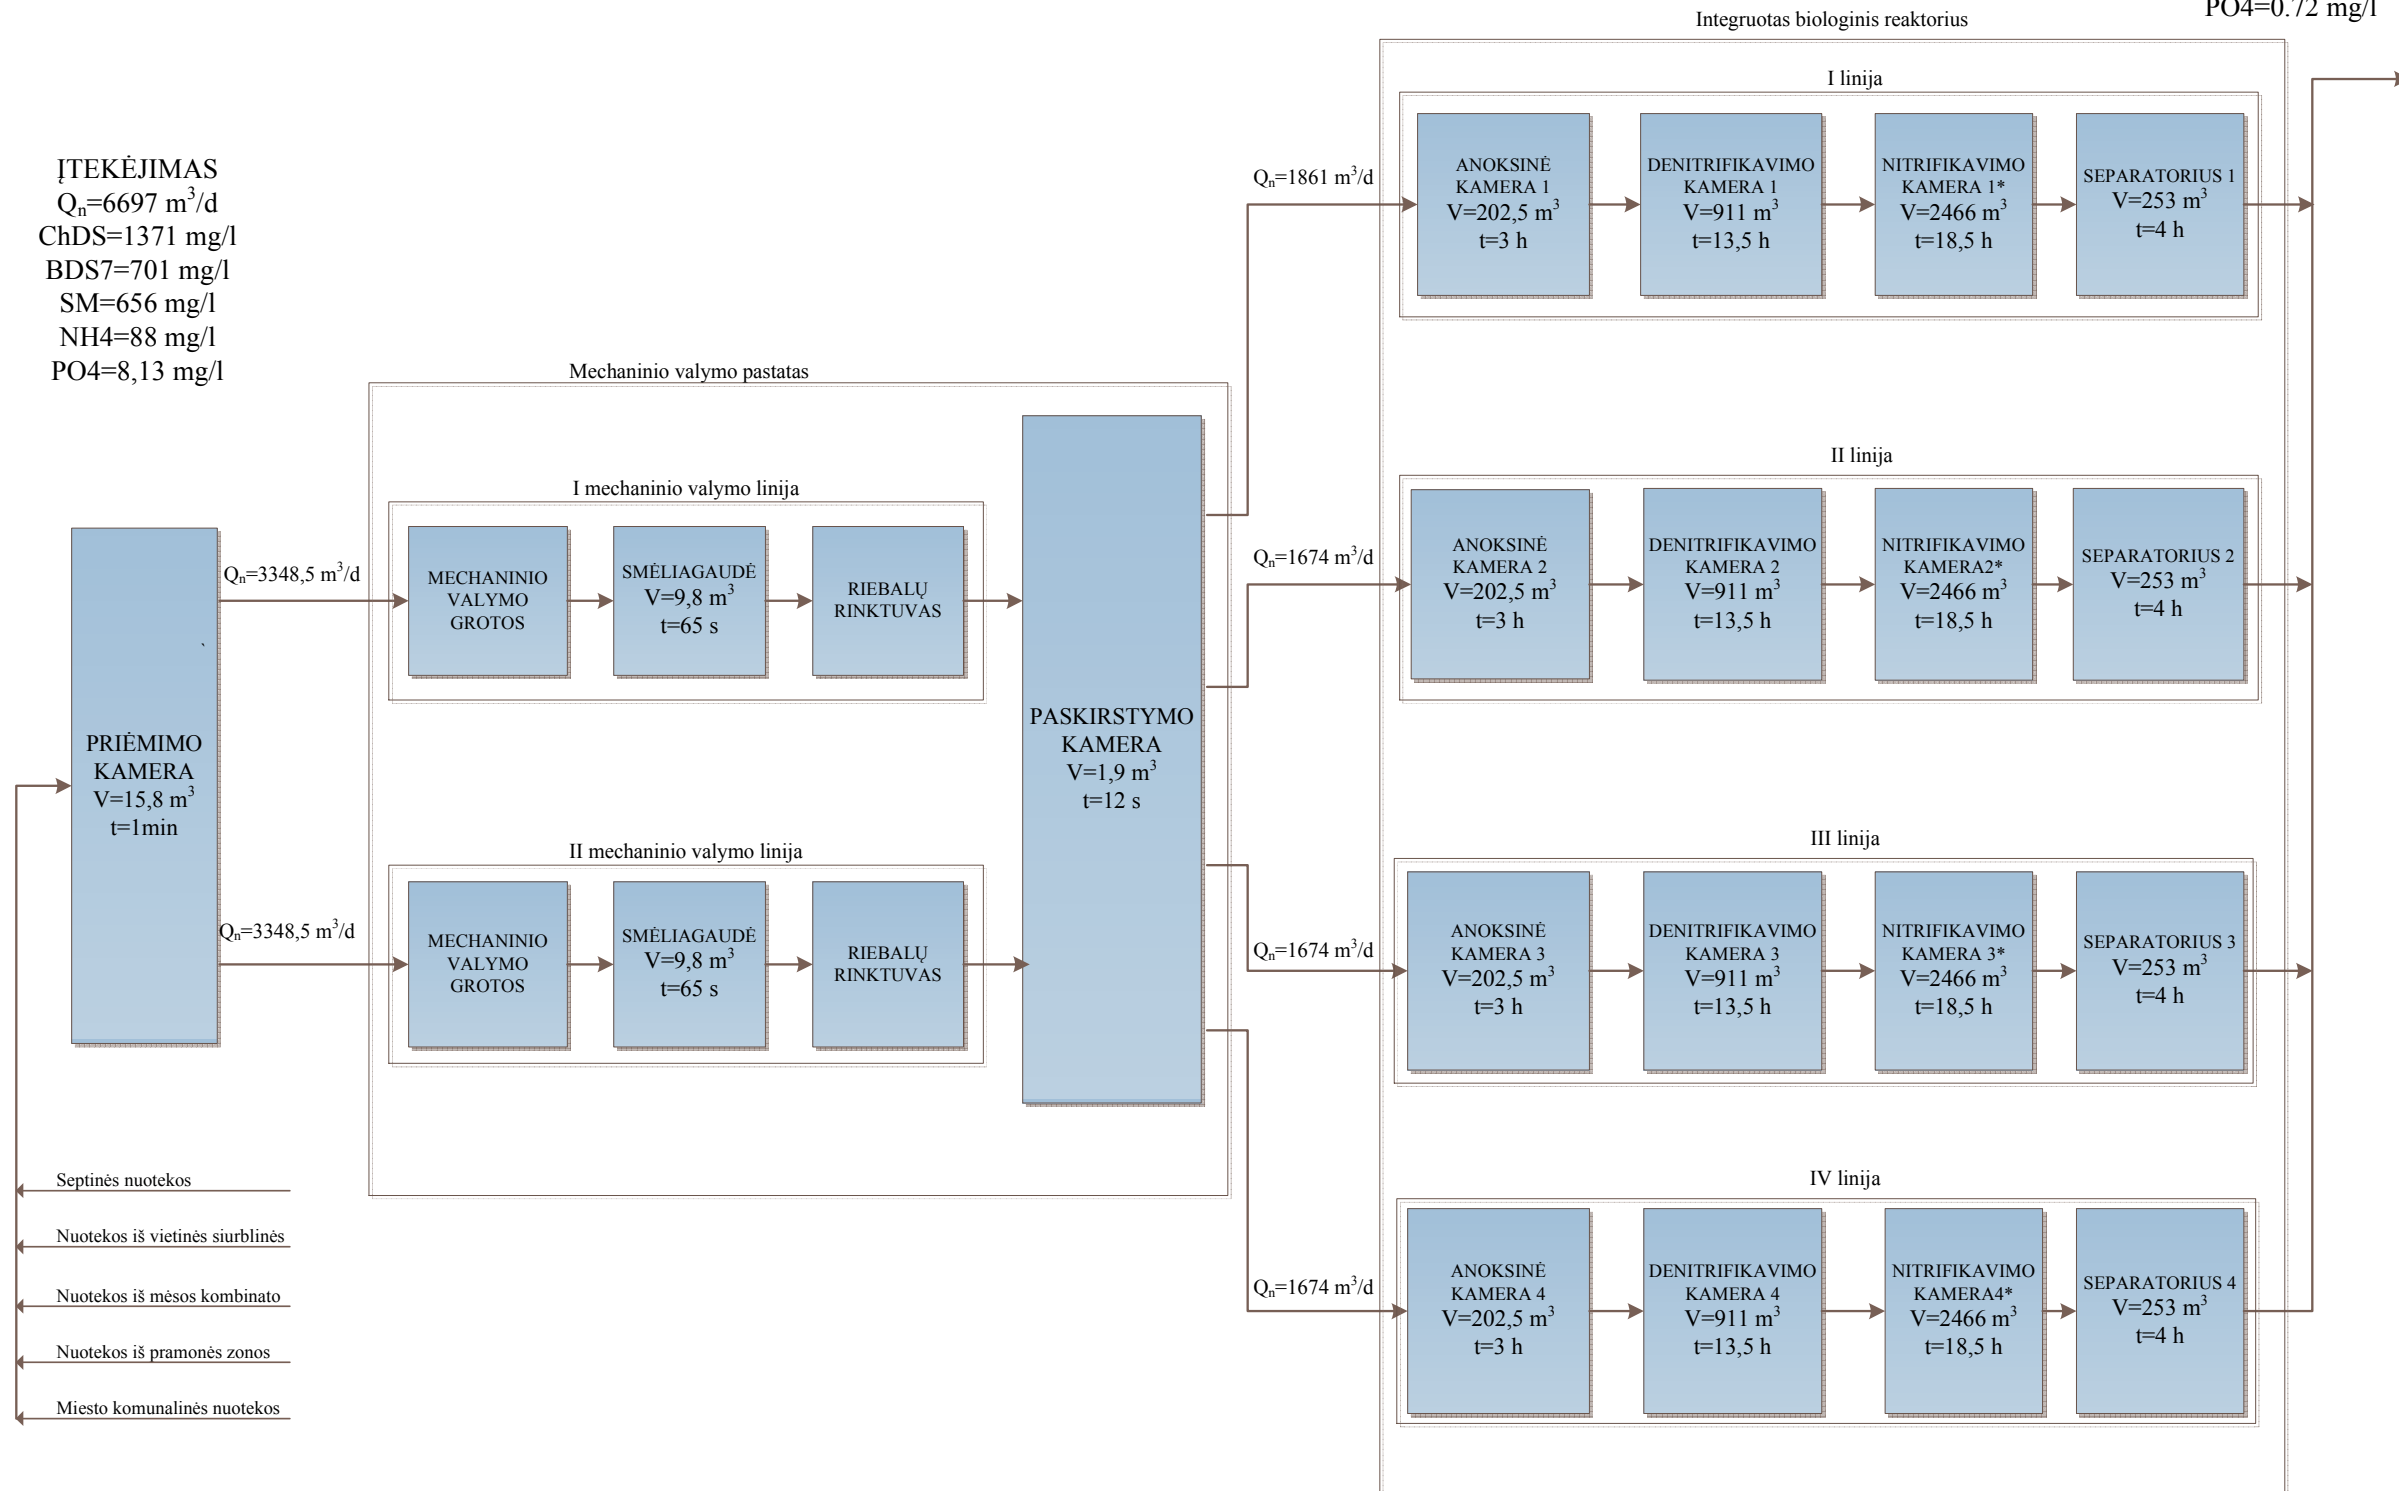 PO4=0.72 mg/l
Integruotas biologinis reaktorius
ĮTEKĖJIMAS
Qn=6697 m3/d
ChDS=1371 mg/l
BDS7=701 mg/l
SM=656 mg/l
NH4=88 mg/l
PO4=8,13 mg/l
PRIĖMIMO
KAMERA
V=15,8 m3
t=1min
Septinės nuotekos
Nuotekos iš vietinės siurblinės
Nuotekos iš mėsos kombinato
Nuotekos iš pramonės zonos
Miesto komunalinės nuotekos
Qn=3348,5 m3/d
Qn=3348,5 m3/d
Mechaninio valymo pastatas
I mechaninio valymo linija
MECHANINIO
VALYMO
GROTOS
SMĖLIAGAUDĖ
V=9,8 m3
t=65 s
RIEBALŲ
RINKTUVAS
II mechaninio valymo linija
MECHANINIO
VALYMO
GROTOS
SMĖLIAGAUDĖ
V=9,8 m3
t=65 s
RIEBALŲ
RINKTUVAS
PASKIRSTYMO
KAMERA
V=1,9 m3
t=12 s
Qn=1861 m3/d
Qn=1674 m3/d
Qn=1674 m3/d
Qn=1674 m3/d
I linija
ANOKSINĖ
KAMERA 1
V=202,5 m3
t=3 h
DENITRIFIKAVIMO
KAMERA 1
V=911 m3
t=13,5 h
NITRIFIKAVIMO
KAMERA 1*
V=2466 m3
t=18,5 h
SEPARATORIUS 1
V=253 m3
t=4 h
II linija
ANOKSINĖ
KAMERA 2
V=202,5 m3
t=3 h
DENITRIFIKAVIMO
KAMERA 2
V=911 m3
t=13,5 h
NITRIFIKAVIMO
KAMERA2*
V=2466 m3
t=18,5 h
SEPARATORIUS 2
V=253 m3
t=4 h
III linija
ANOKSINĖ
KAMERA 3
V=202,5 m3
t=3 h
DENITRIFIKAVIMO
KAMERA 3
V=911 m3
t=13,5 h
NITRIFIKAVIMO
KAMERA 3*
V=2466 m3
t=18,5 h
SEPARATORIUS 3
V=253 m3
t=4 h
IV linija
ANOKSINĖ
KAMERA 4
V=202,5 m3
t=3 h
DENITRIFIKAVIMO
KAMERA 4
V=911 m3
t=13,5 h
NITRIFIKAVIMO
KAMERA4*
V=2466 m3
t=18,5 h
SEPARATORIUS 4
V=253 m3
t=4 h